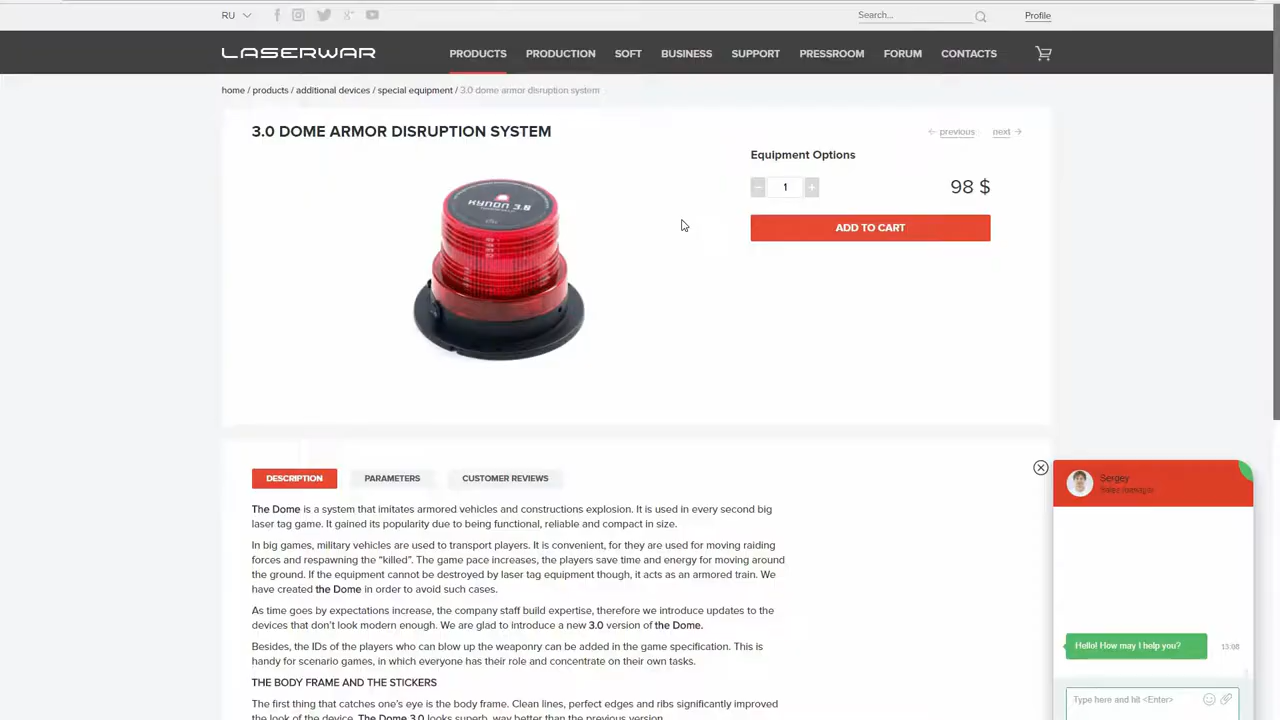 RU
Search...
Profile
LASERWAR
PRODUCTS PRODUCTION SOFT BUSINESS SUPPORT PRESSROOM FORUM CONTACTS
home / products / additional devices / special equipment / 3.0 dome armor disruption system
3.0 DOME ARMOR DISRUPTION SYSTEM
← previous next →
Equipment Options
− 1 + 98 $
ADD TO CART
DESCRIPTION PARAMETERS CUSTOMER REVIEWS
The Dome is a system that imitates armored vehicles and constructions explosion. It is used in every second big
laser tag game. It gained its popularity due to being functional, reliable and compact in size.
In big games, military vehicles are used to transport players. It is convenient, for they are used for moving raiding
forces and respawning the “killed”. The game pace increases, the players save time and energy for moving around
the ground. If the equipment cannot be destroyed by laser tag equipment though, it acts as an armored train. We
have created the Dome in order to avoid such cases.
As time goes by expectations increase, the company staff build expertise, therefore we introduce updates to the
devices that don't look modern enough. We are glad to introduce a new 3.0 version of the Dome.
Besides, the IDs of the players who can blow up the weaponry can be added in the game specification. This is
handy for scenario games, in which everyone has their role and concentrate on their own tasks.
THE BODY FRAME AND THE STICKERS
The first thing that catches one's eye is the body frame. Clean lines, perfect edges and ribs significantly improved
the look of the device. The Dome 3.0 looks superb, way better than the previous version.
Sergey
Sales manager
Hello! How may I help you?
13:08
Type here and hit <Enter>